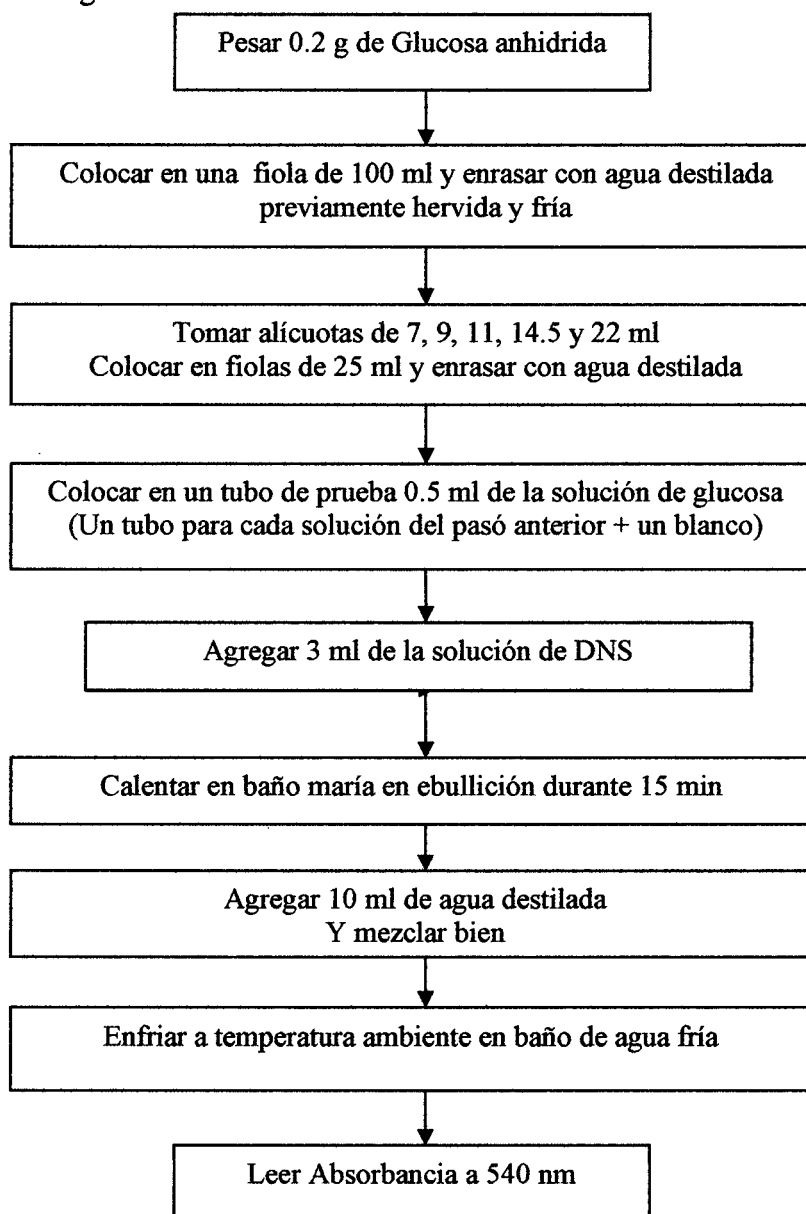 Pesar 0.2 g de Glucosa anhidrida
Colocar en una fiola de 100 ml y enrasar con agua destilada
previamente hervida y fría
Tomar alícuotas de 7, 9, 11, 14.5 y 22 ml
Colocar en fiolas de 25 ml y enrasar con agua destilada
Colocar en un tubo de prueba 0.5 ml de la solución de glucosa
(Un tubo para cada solución del pasó anterior + un blanco)
Agregar 3 ml de la solución de DNS
Calentar en baño maría en ebullición durante 15 min
Agregar 10 ml de agua destilada
Y mezclar bien
Enfriar a temperatura ambiente en baño de agua fría
Leer Absorbancia a 540 nm